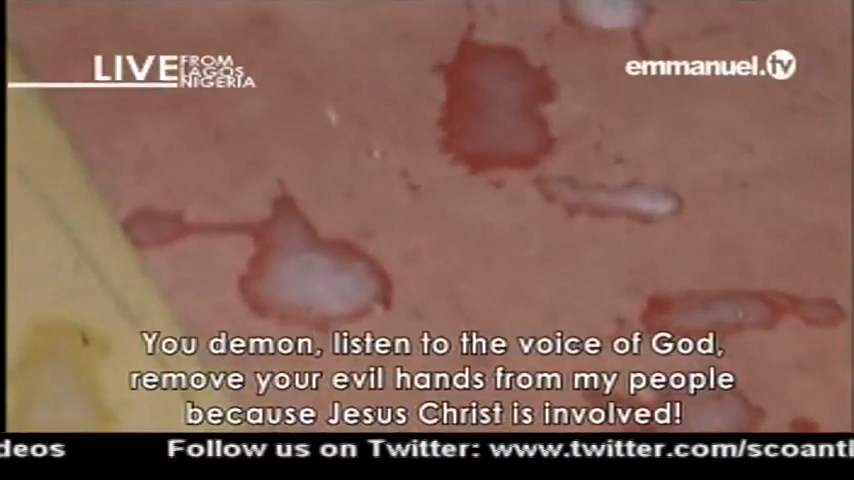 LIVE FROM LAGOS NIGERIA
emmanuel.tv
You demon, listen to the voice of God,
remove your evil hands from my people
because Jesus Christ is involved!
deos Follow us on Twitter: www.twitter.com/scoant